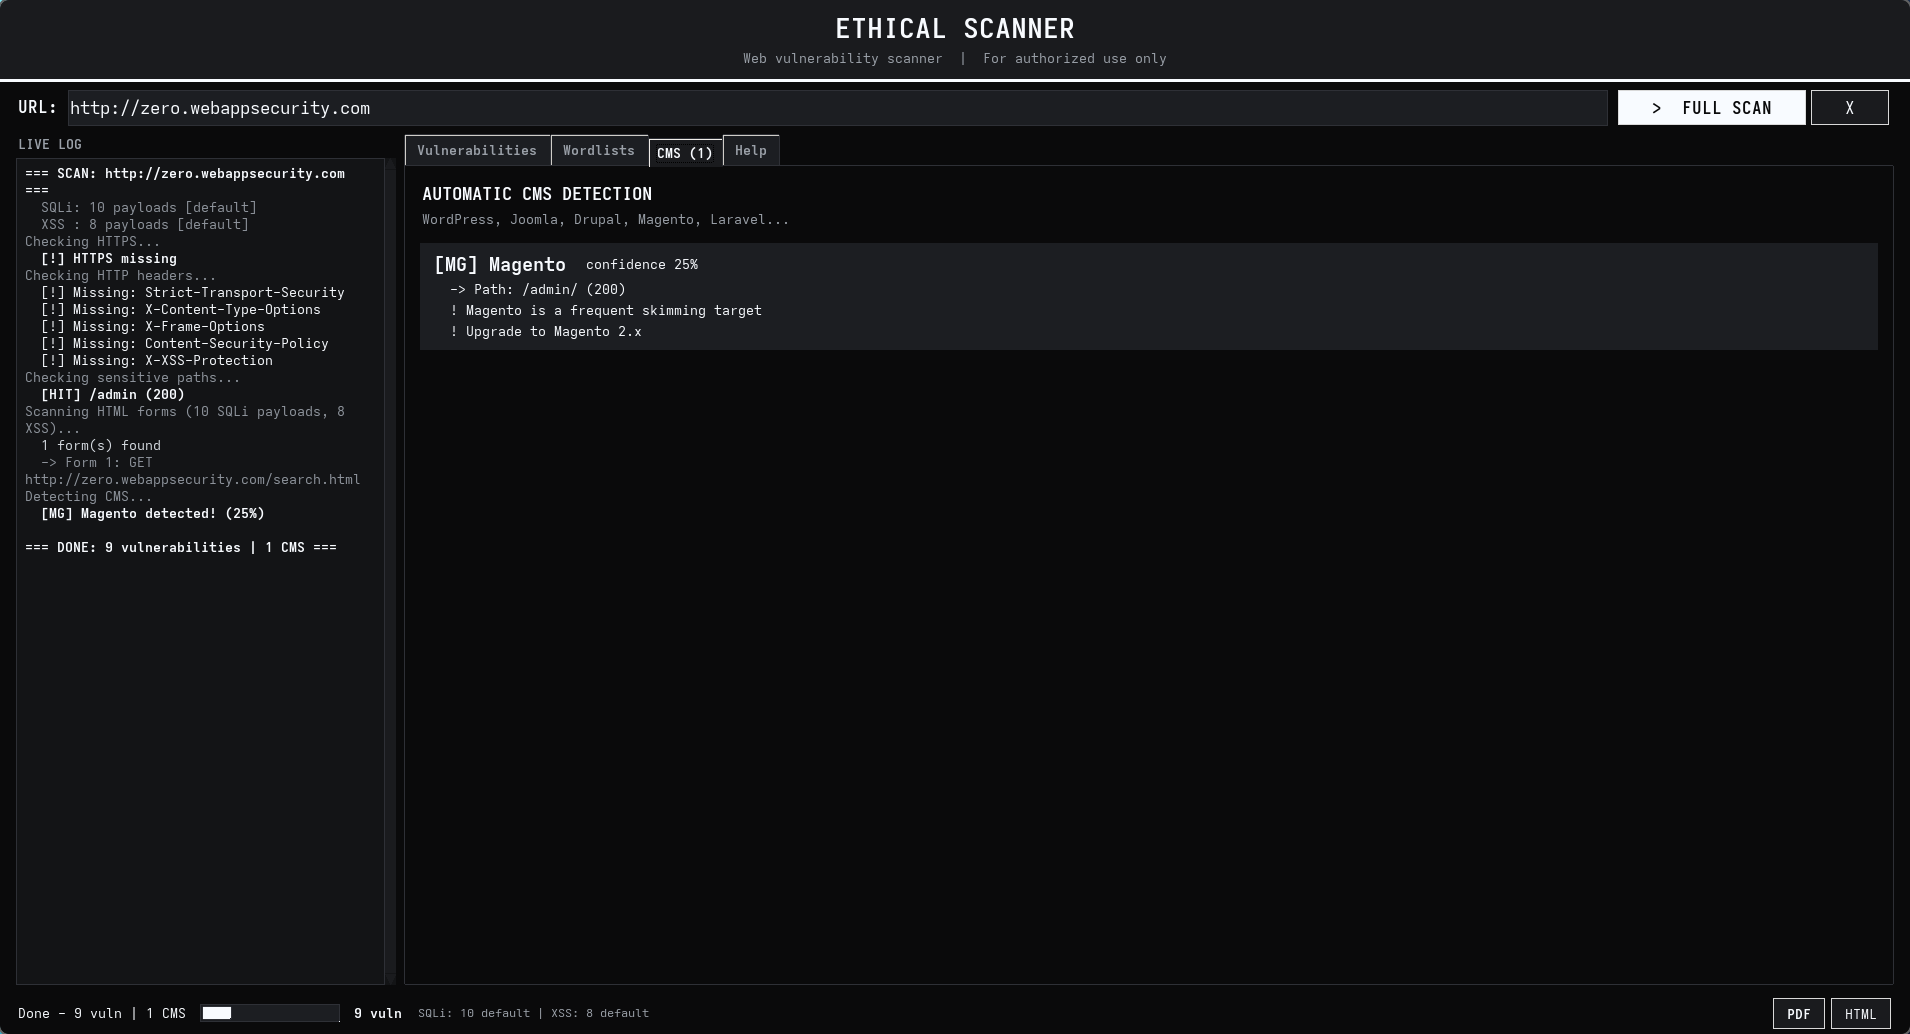 ETHICAL SCANNER
Web vulnerability scanner | For authorized use only
URL: http://zero.webappsecurity.com > FULL SCAN X
LIVE LOG
=== SCAN: http://zero.webappsecurity.com
===
SQLi: 10 payloads [default]
XSS : 8 payloads [default]
Checking HTTPS...
[!] HTTPS missing
Checking HTTP headers...
[!] Missing: Strict-Transport-Security
[!] Missing: X-Content-Type-Options
[!] Missing: X-Frame-Options
[!] Missing: Content-Security-Policy
[!] Missing: X-XSS-Protection
Checking sensitive paths...
[HIT] /admin (200)
Scanning HTML forms (10 SQLi payloads, 8
XSS)...
1 form(s) found
-> Form 1: GET
http://zero.webappsecurity.com/search.html
Detecting CMS...
[MG] Magento detected! (25%)
=== DONE: 9 vulnerabilities | 1 CMS ===
Vulnerabilities Wordlists CMS (1) Help
AUTOMATIC CMS DETECTION
WordPress, Joomla, Drupal, Magento, Laravel...
[MG] Magento confidence 25%
-> Path: /admin/ (200)
! Magento is a frequent skimming target
! Upgrade to Magento 2.x
Done - 9 vuln | 1 CMS 9 vuln SQLi: 10 default | XSS: 8 default PDF HTML